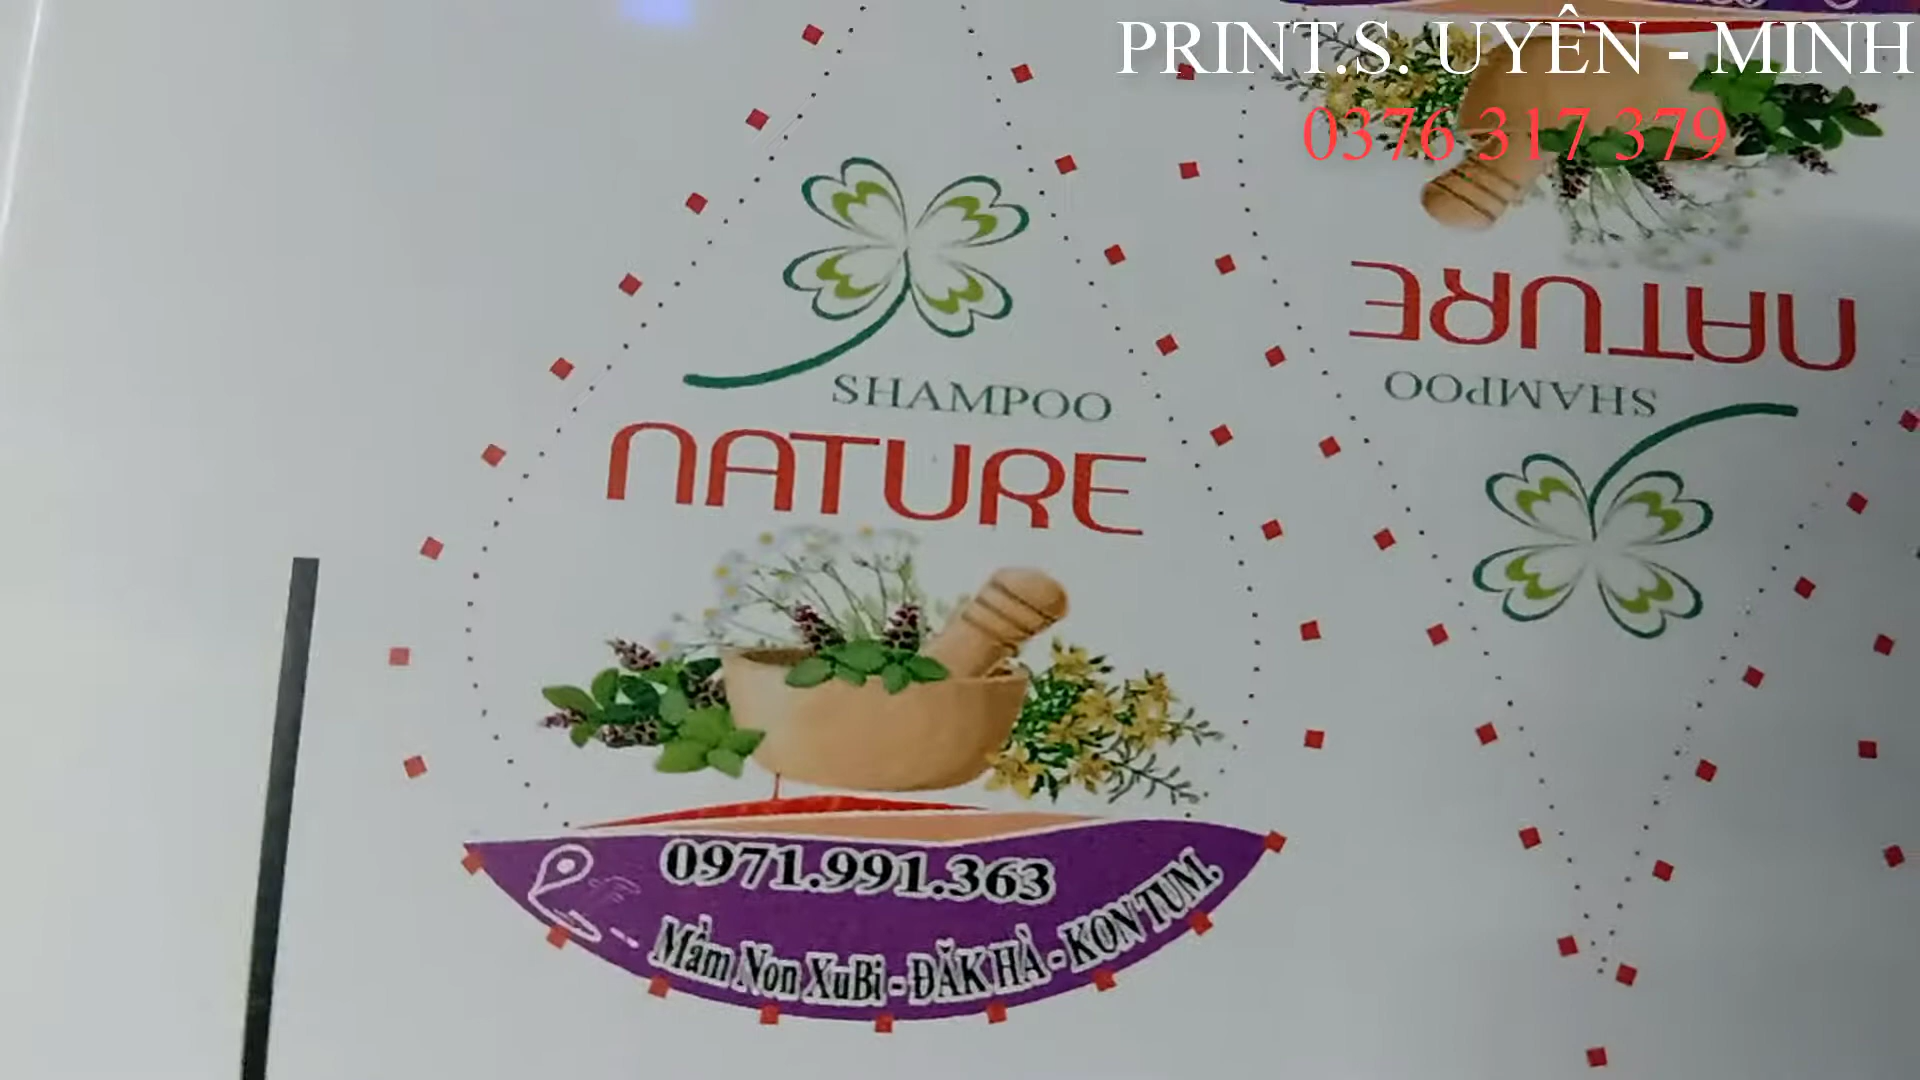 PRINT.S. UYÊN - MINH
0376 317 379
SHAMPOO
NATURE
0971.991.363
Mầm Non XuBi - ĐĂK HÀ - KON TUM.
NATURE
SHAMPOO